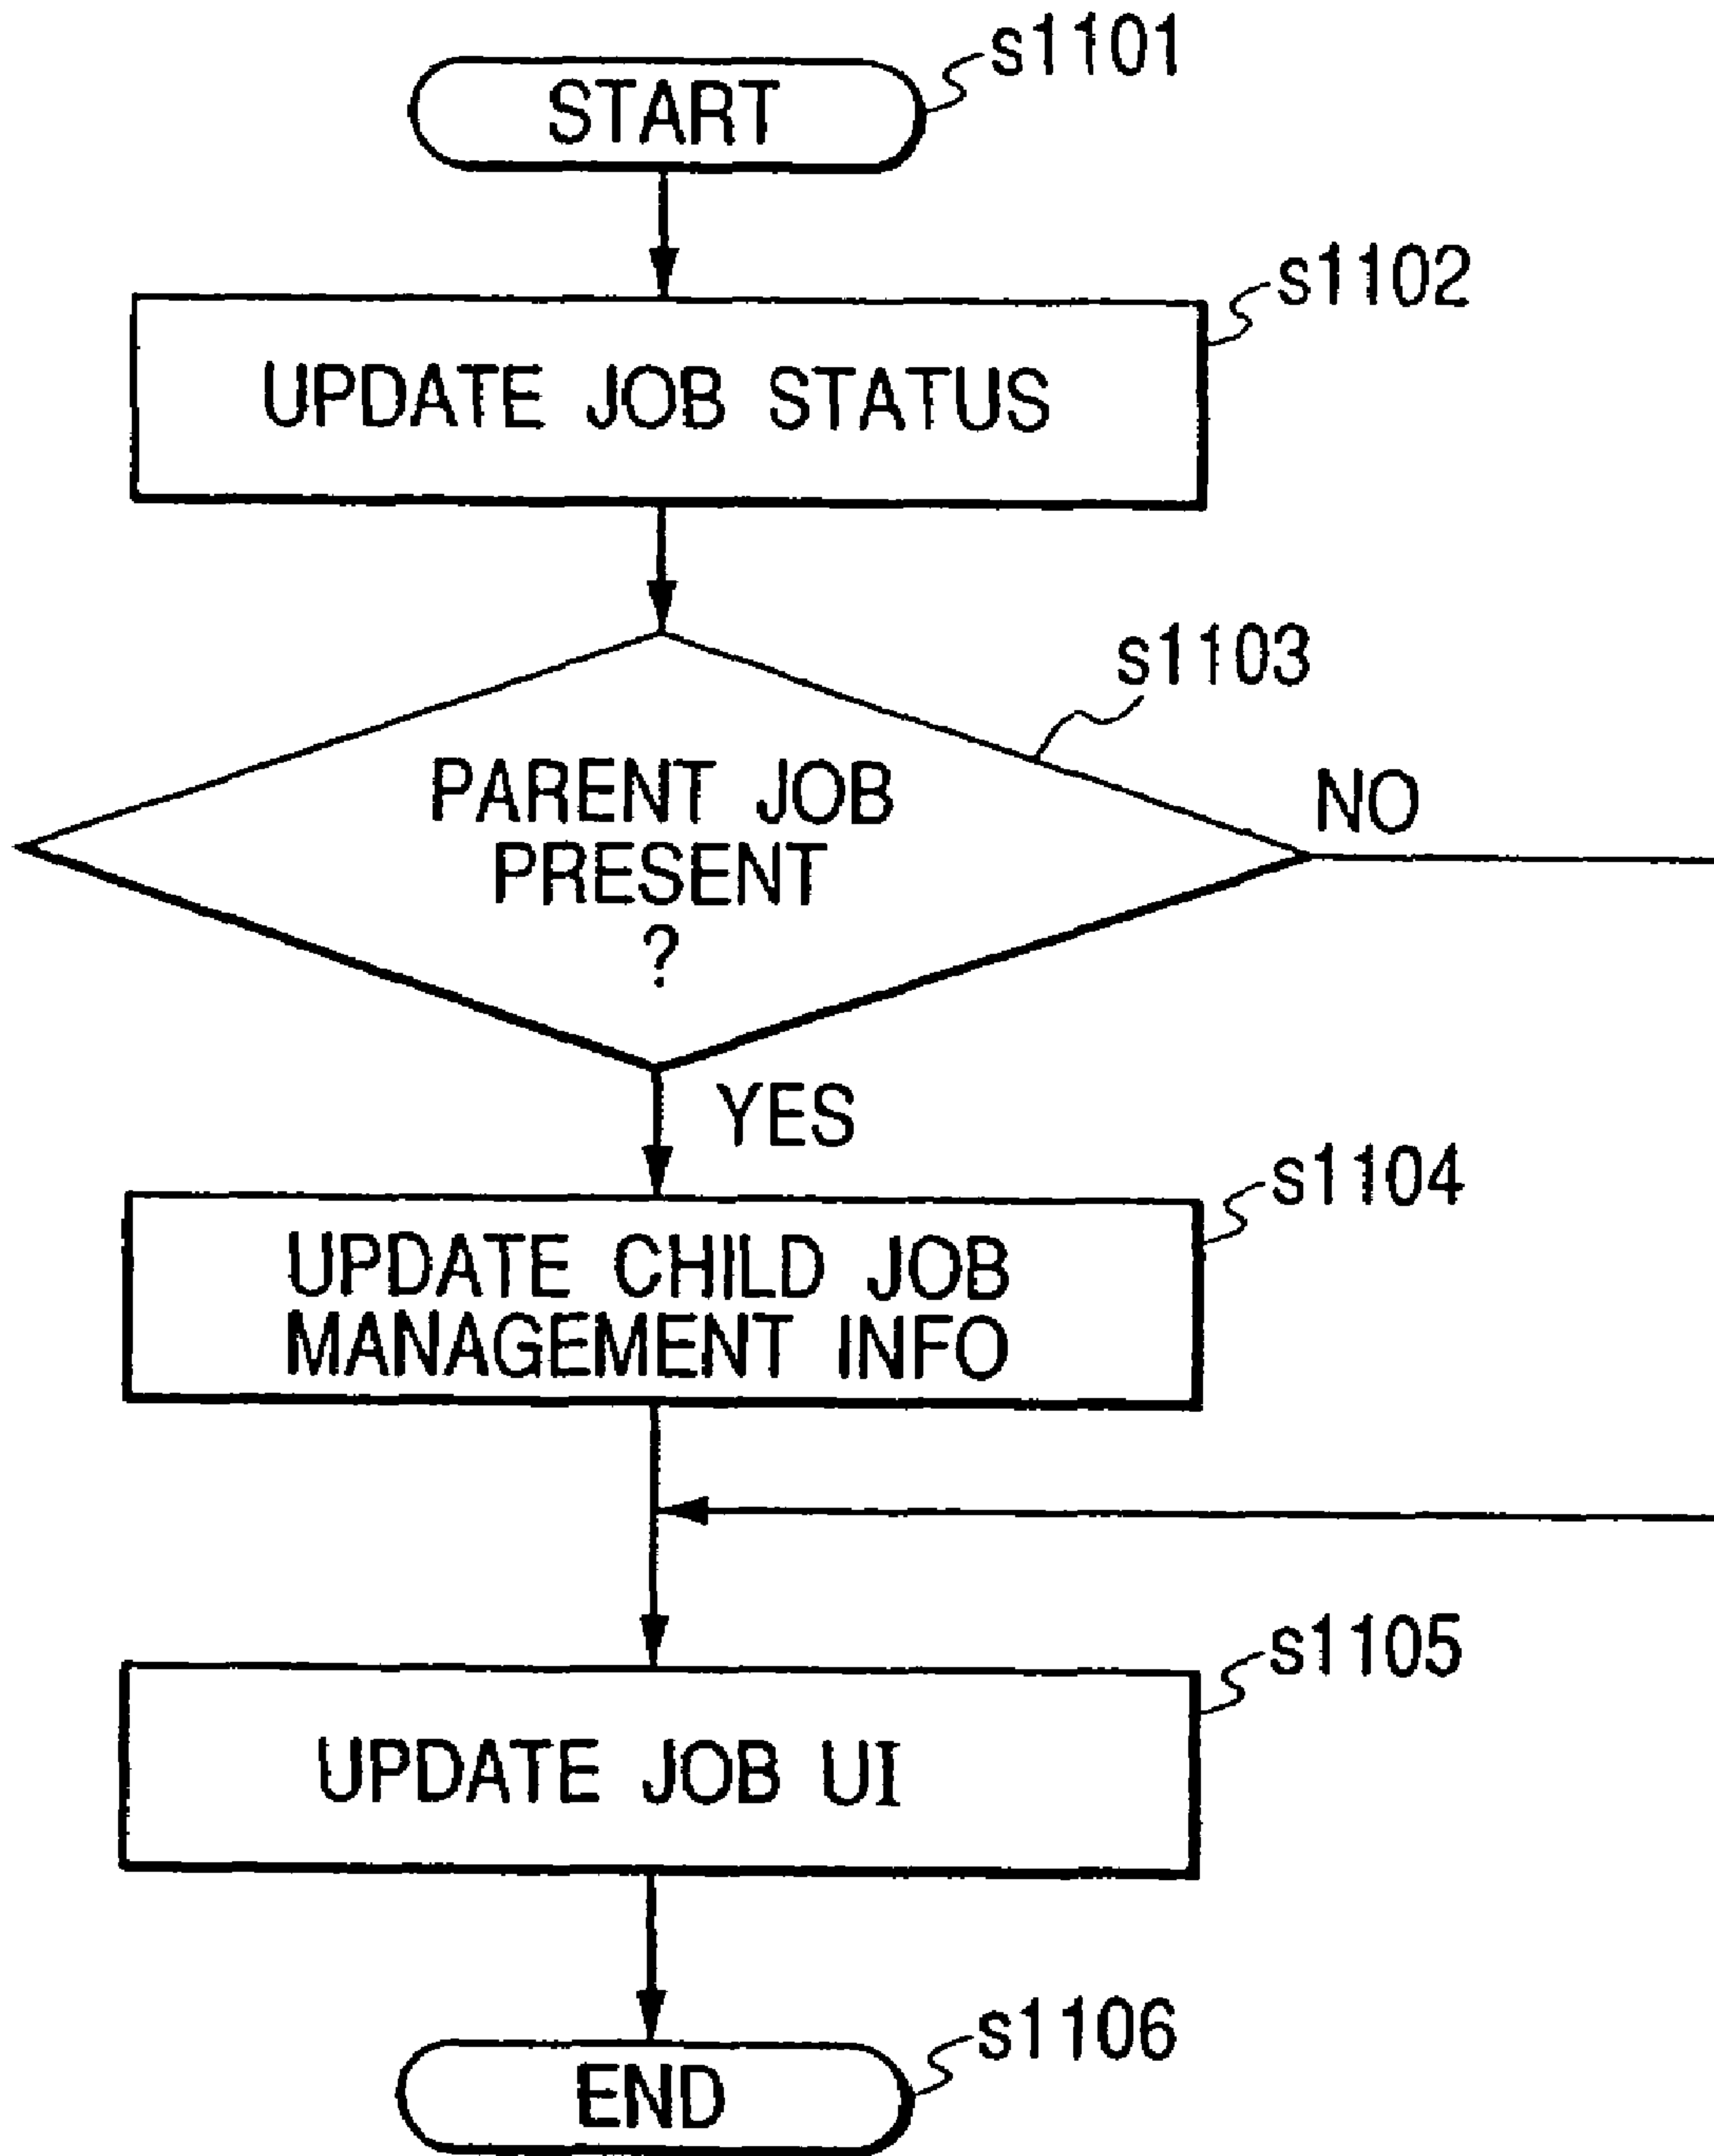 START
s1101
UPDATE JOB STATUS
s1102
PARENT JOB
PRESENT
?
s1103
NO
YES
UPDATE CHILD JOB
MANAGEMENT INFO
s1104
UPDATE JOB UI
s1105
END
s1106